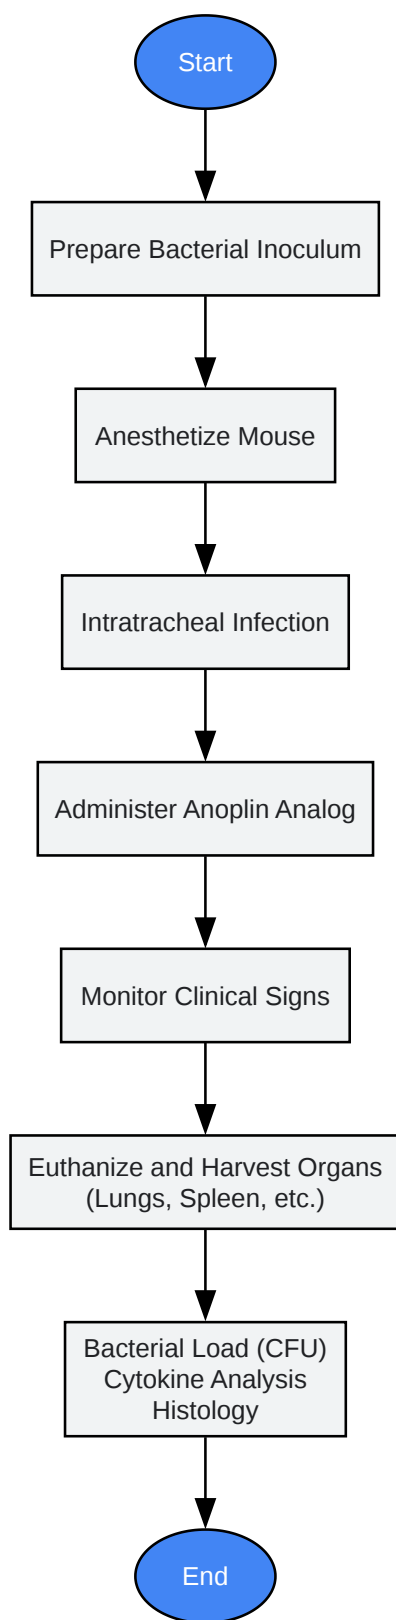 Start
Prepare Bacterial Inoculum
Anesthetize Mouse
Intratracheal Infection
Administer Anoplin Analog
Monitor Clinical Signs
Euthanize and Harvest Organs
(Lungs, Spleen, etc.)
Bacterial Load (CFU)
Cytokine Analysis
Histology
End